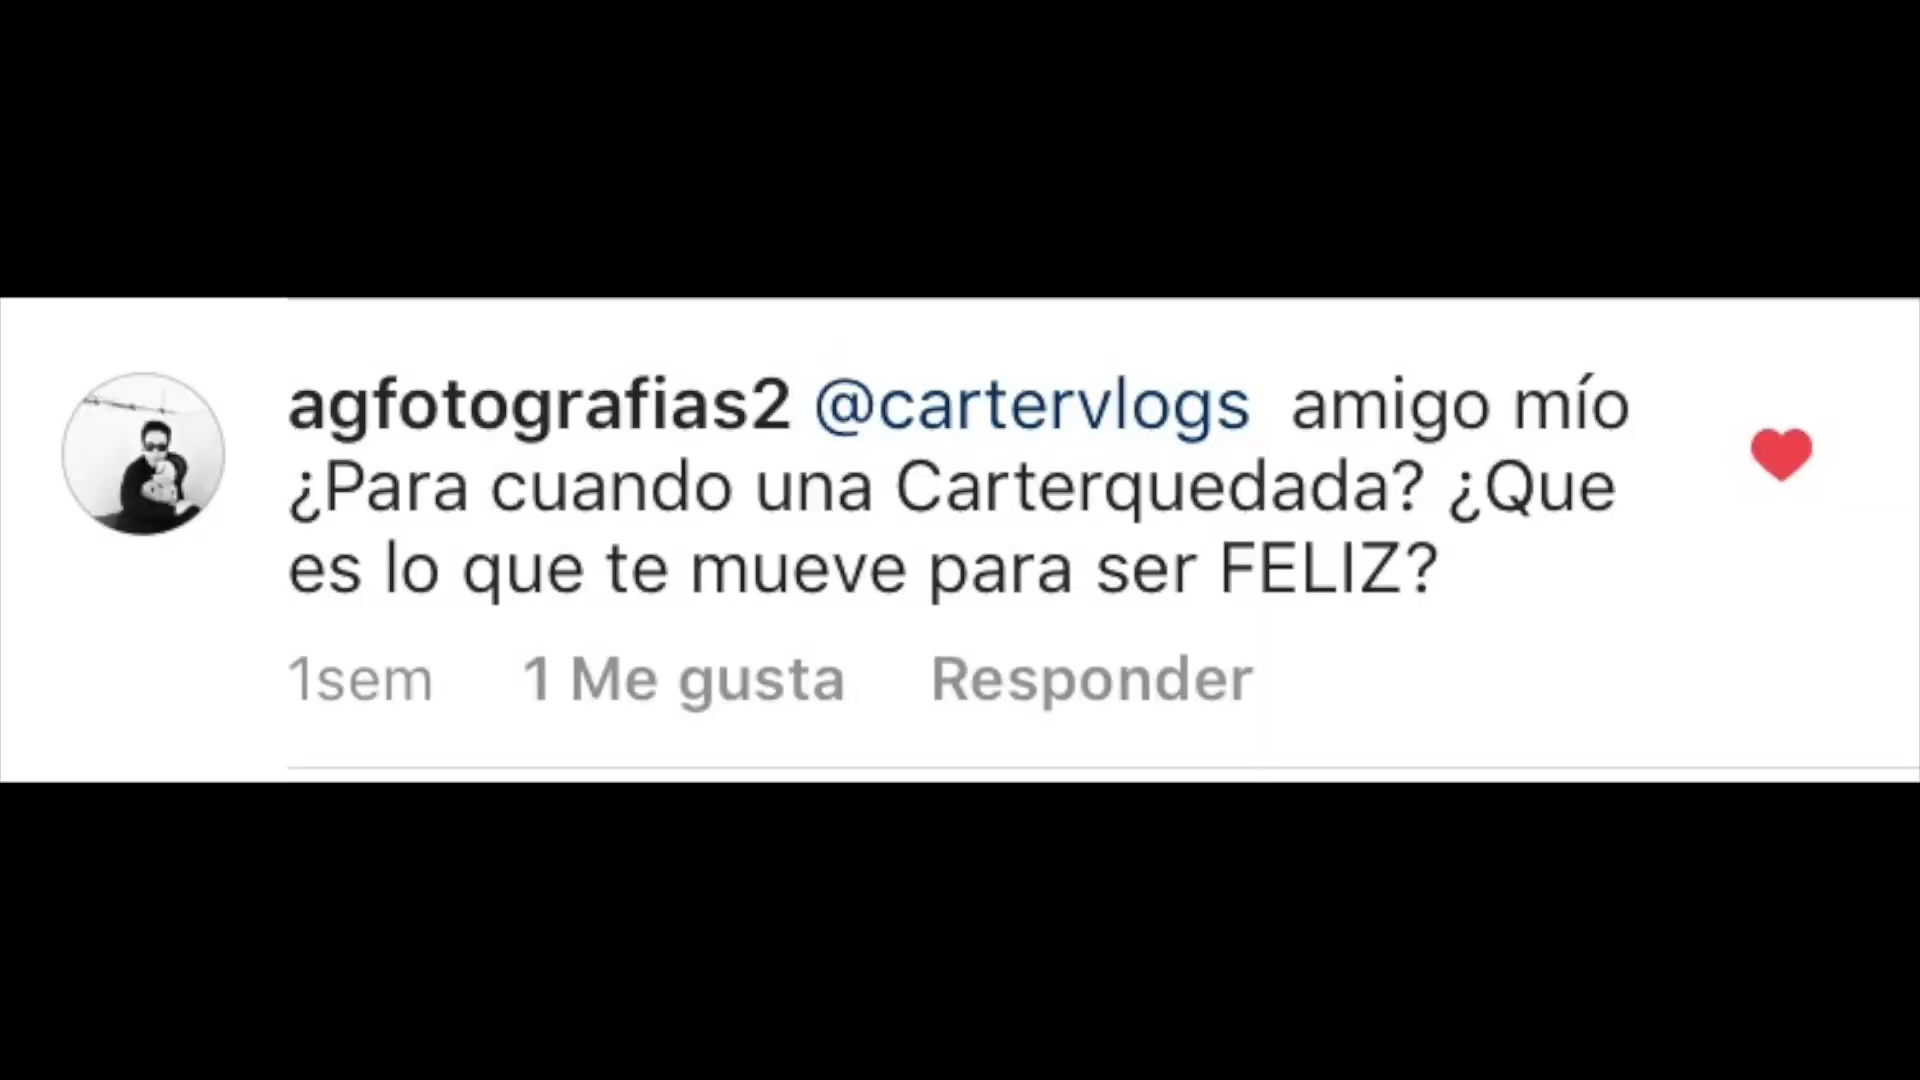 agfotografias2 @cartervlogs amigo mío
¿Para cuando una Carterquedada? ¿Que
es lo que te mueve para ser FELIZ?
1sem 1 Me gusta Responder